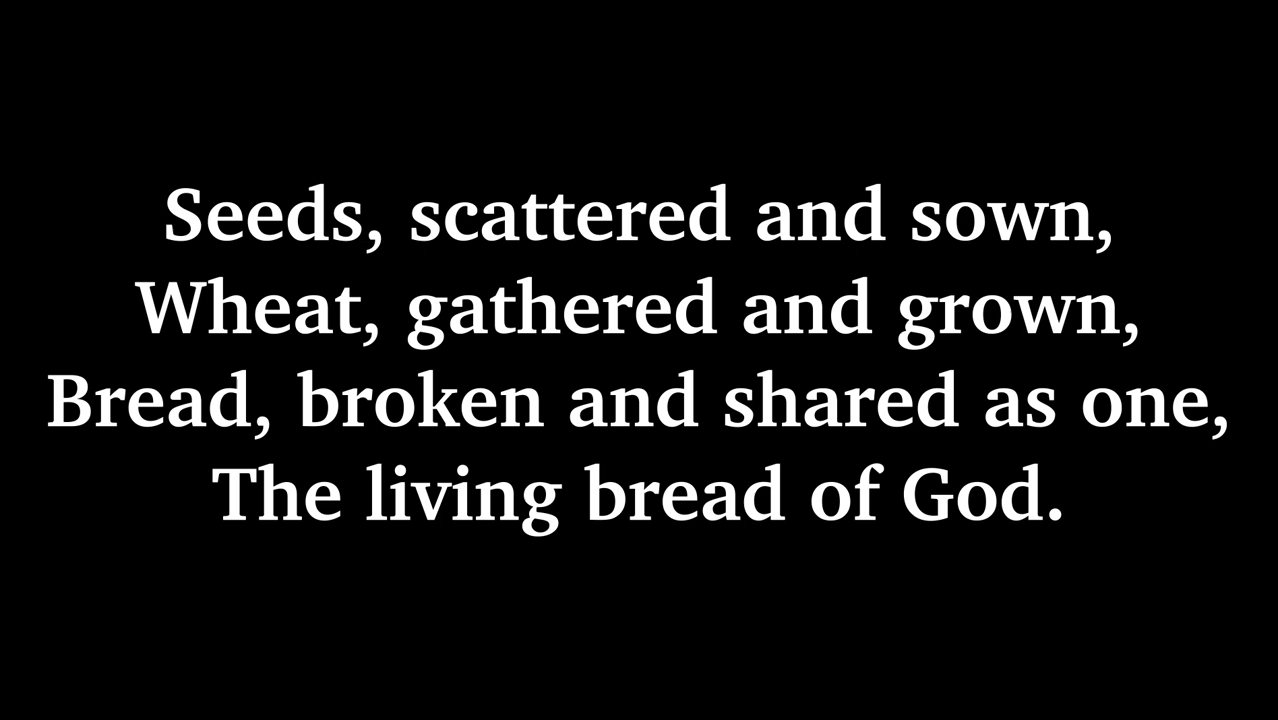 Seeds, scattered and sown,
Wheat, gathered and grown,
Bread, broken and shared as one,
The living bread of God.